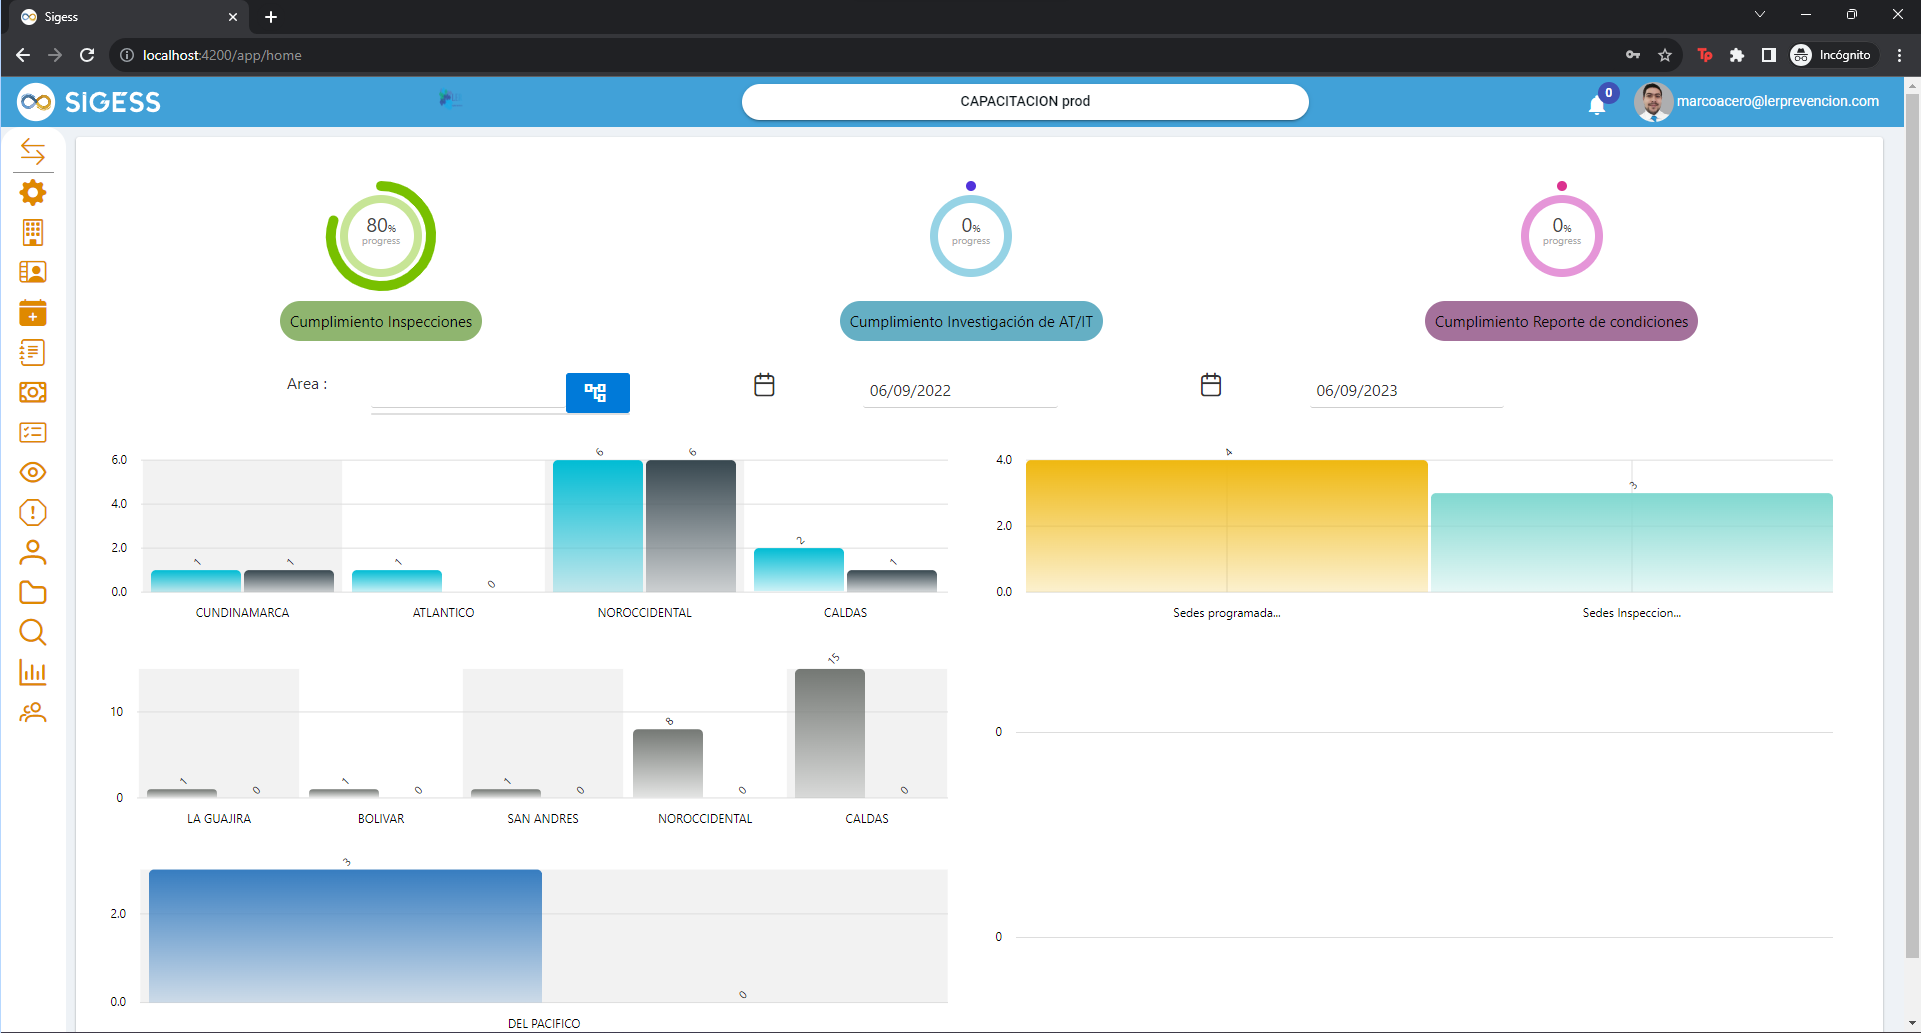 Sigess
localhost:4200/app/home
Tp
Incógnito
SIGESS
CAPACITACION prod
0
marcoacero@lerprevencion.com
80%
progress
0%
progress
0%
progress
Cumplimiento Inspecciones
Cumplimiento Investigación de AT/IT
Cumplimiento Reporte de condiciones
Area :
06/09/2022
06/09/2023
6.0
4.0
2.0
0.0
1
1
1
0
6
6
2
1
CUNDINAMARCA
ATLANTICO
NOROCCIDENTAL
CALDAS
4.0
2.0
0.0
4
3
Sedes programada...
Sedes Inspeccion...
10
0
1
0
1
0
1
0
8
0
15
0
LA GUAJIRA
BOLIVAR
SAN ANDRES
NOROCCIDENTAL
CALDAS
0
2.0
0.0
3
0
DEL PACIFICO
0